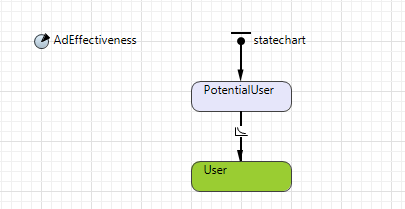 AdEffectiveness
statechart
PotentialUser
User